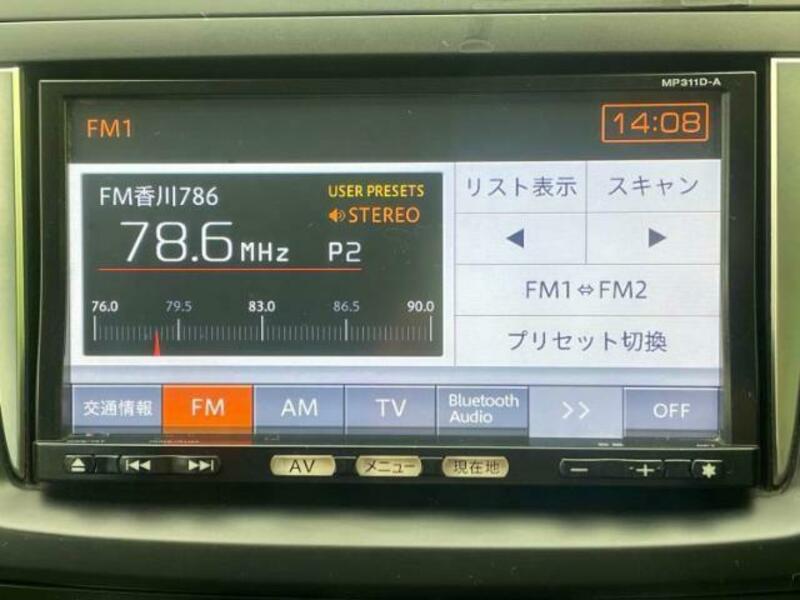 MP311D-A
FM1
14:08
FM香川786
USER PRESETS
STEREO
78.6 MHz P2
76.0 79.5 83.0 86.5 90.0
リスト表示 スキャン
FM1⇔FM2
プリセット切換
交通情報 FM AM TV Bluetooth Audio >> OFF
AV メニュー 現在地 − +